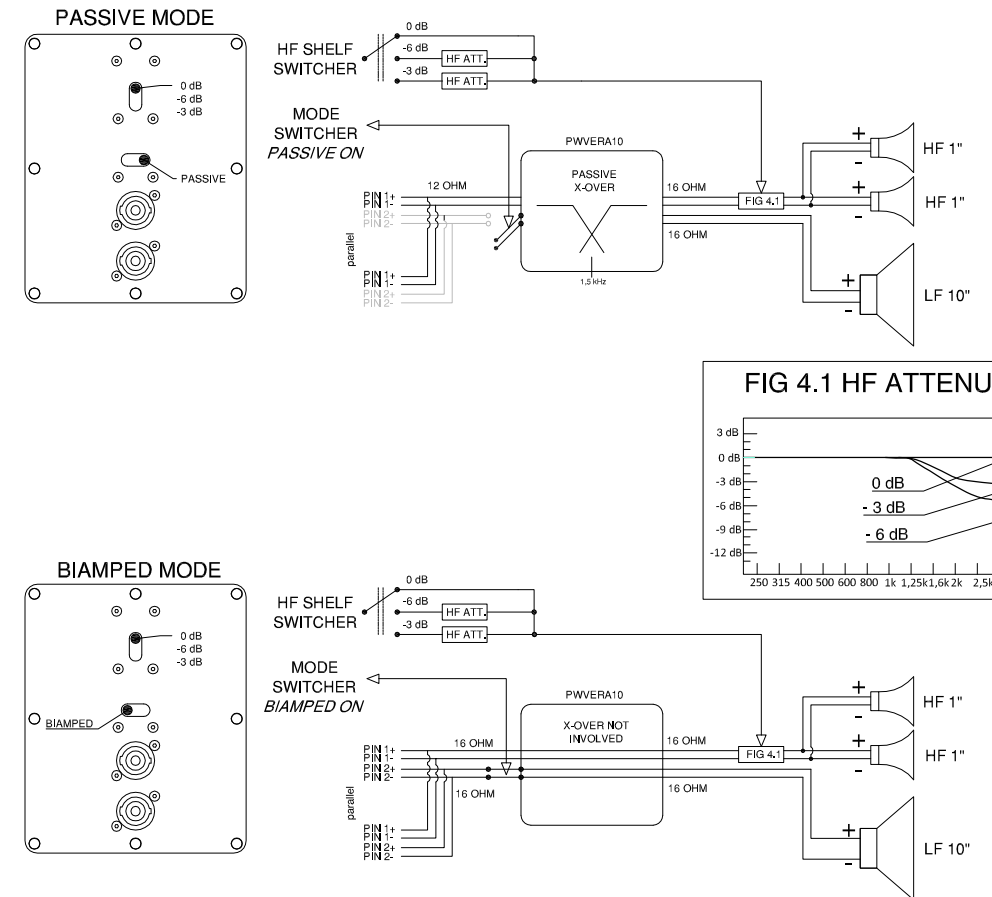 PASSIVE MODE
0 dB
-6 dB
-3 dB
PASSIVE
HF SHELF
SWITCHER
0 dB
-6 dB
-3 dB
HF ATT.
HF ATT.
MODE
SWITCHER
PASSIVE ON
PWVERA10
PASSIVE
X-OVER
1,5 kHz
12 OHM
PIN 1+
PIN 1-
PIN 2+
PIN 2-
parallel
PIN 1+
PIN 1-
PIN 2+
PIN 2-
16 OHM
16 OHM
FIG 4.1
+
-
HF 1"
+
-
HF 1"
+
-
LF 10"
FIG 4.1 HF ATTENU
3 dB
0 dB
-3 dB
-6 dB
-9 dB
-12 dB
0 dB
- 3 dB
- 6 dB
250 315 400 500 600 800 1k 1,25k 1,6k 2k 2,5k
BIAMPED MODE
0 dB
-6 dB
-3 dB
BIAMPED
HF SHELF
SWITCHER
0 dB
-6 dB
-3 dB
HF ATT.
HF ATT.
MODE
SWITCHER
BIAMPED ON
PWVERA10
X-OVER NOT
INVOLVED
16 OHM
PIN 1+
PIN 1-
PIN 2+
PIN 2-
16 OHM
parallel
PIN 1+
PIN 1-
PIN 2+
PIN 2-
16 OHM
16 OHM
FIG 4.1
+
-
HF 1"
+
-
HF 1"
+
-
LF 10"